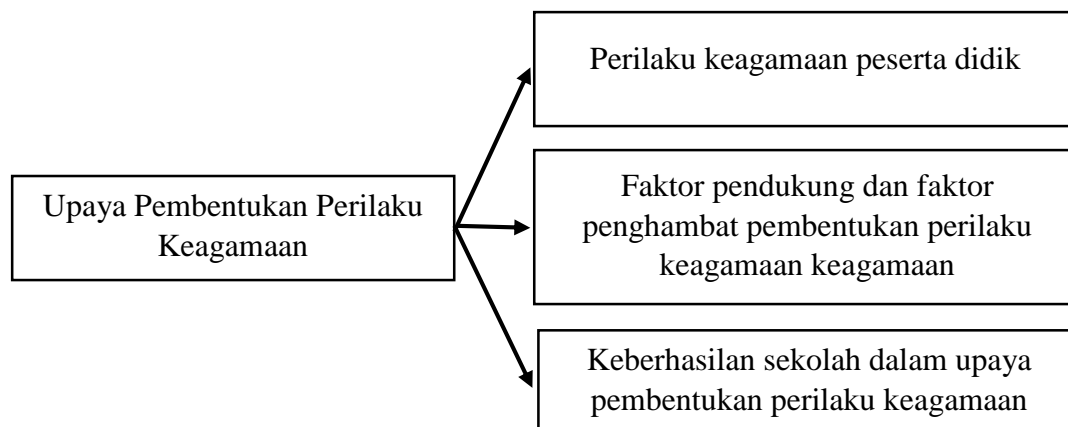 Upaya Pembentukan Perilaku
Keagamaan
Perilaku keagamaan peserta didik
Faktor pendukung dan faktor
penghambat pembentukan perilaku
keagamaan keagamaan
Keberhasilan sekolah dalam upaya
pembentukan perilaku keagamaan